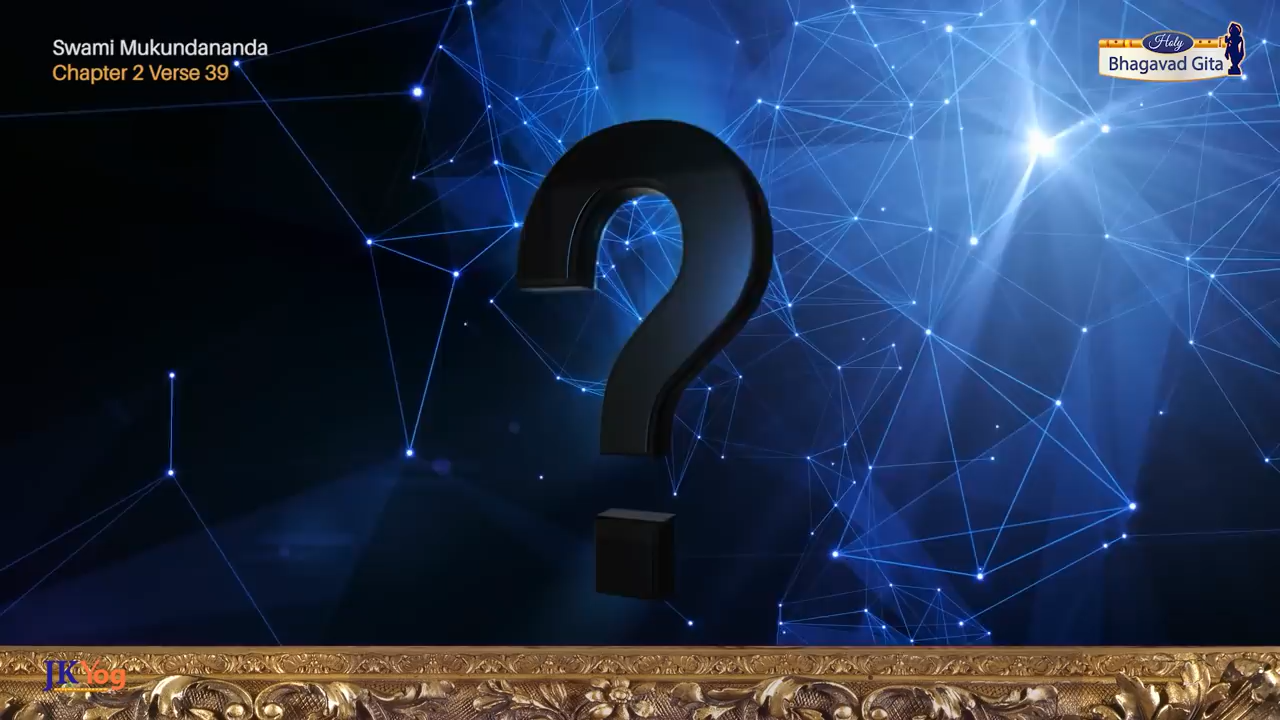 Swami Mukundananda
Chapter 2 Verse 39
Holy
Bhagavad Gita
?
JKYog